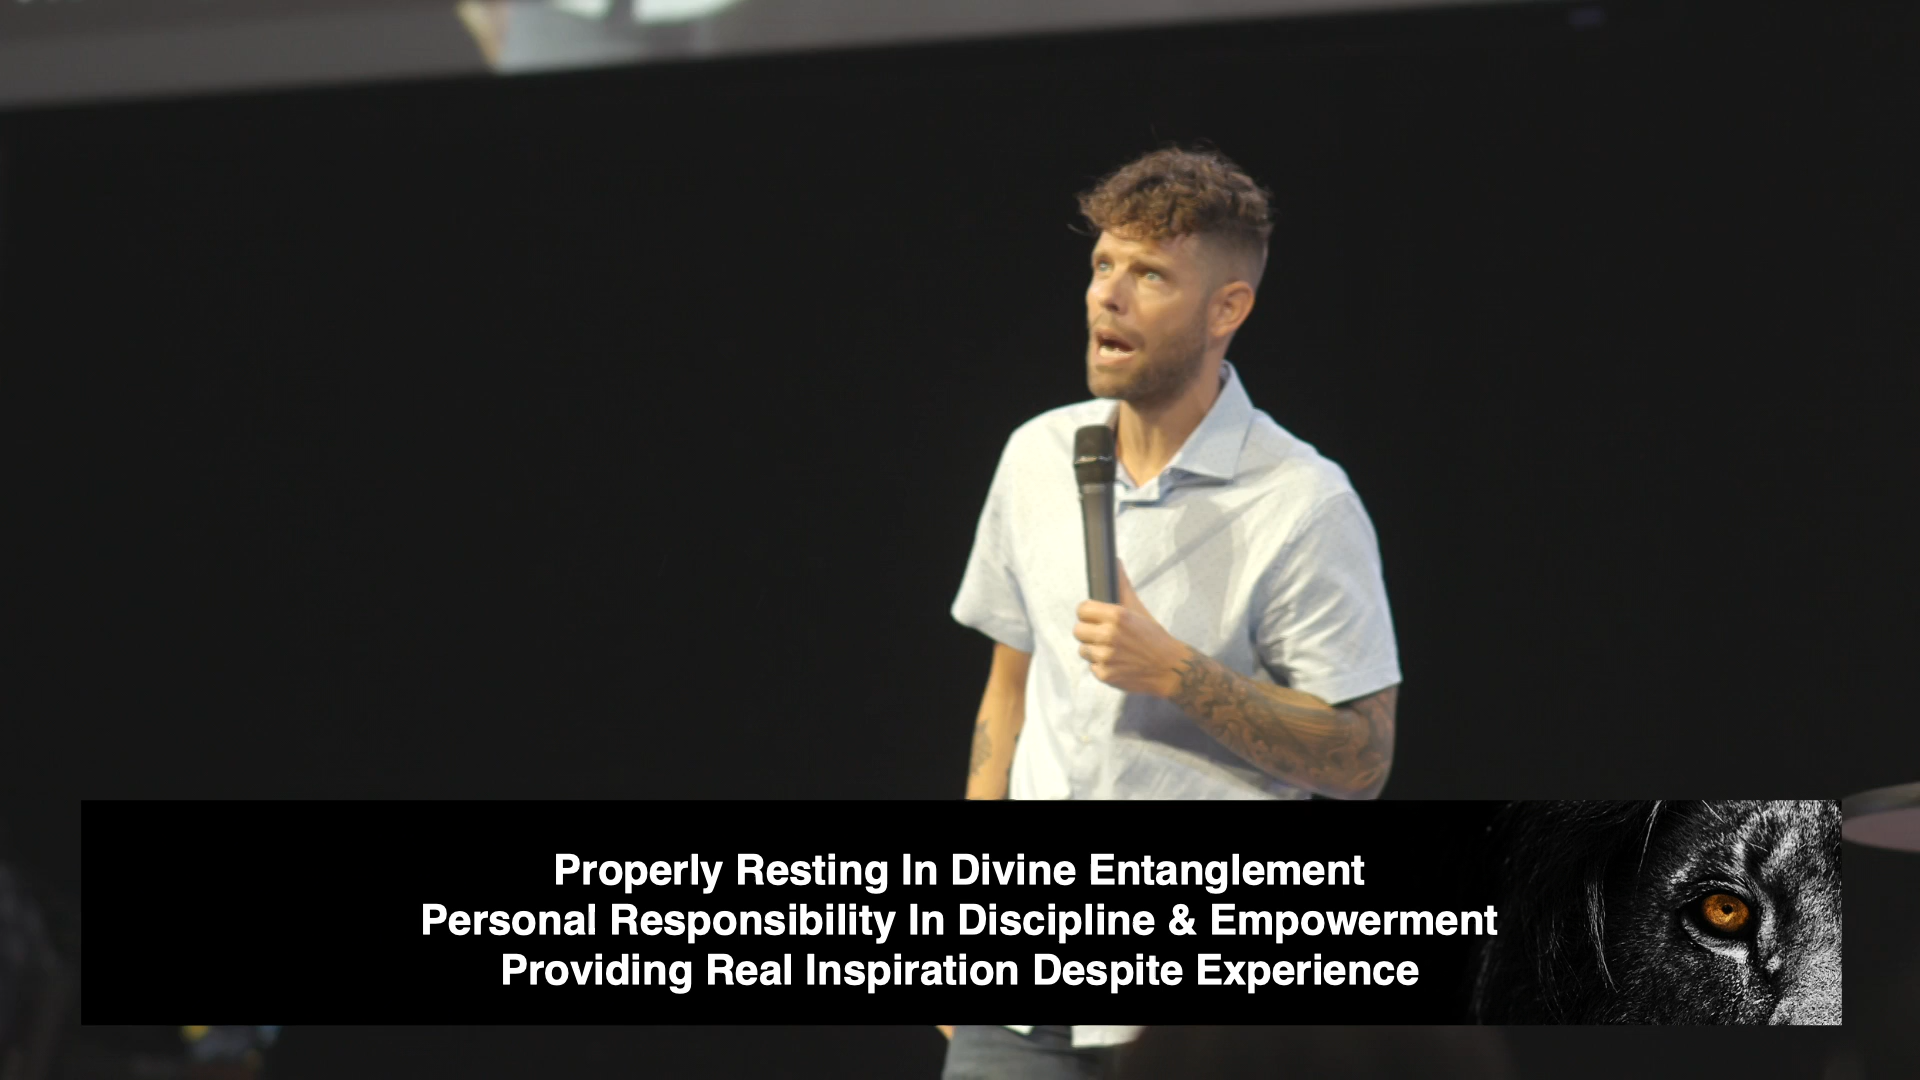 Properly Resting In Divine Entanglement
Personal Responsibility In Discipline & Empowerment
Providing Real Inspiration Despite Experience